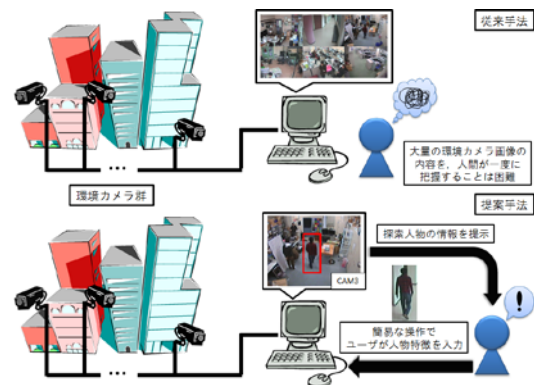 従来手法
大量の環境カメラ画像の
内容を、人間が一度に
把握することは困難
…
環境カメラ群
提案手法
探索人物の情報を提示
CAM3
!
簡易な操作で
ユーザが人物特徴を入力
…